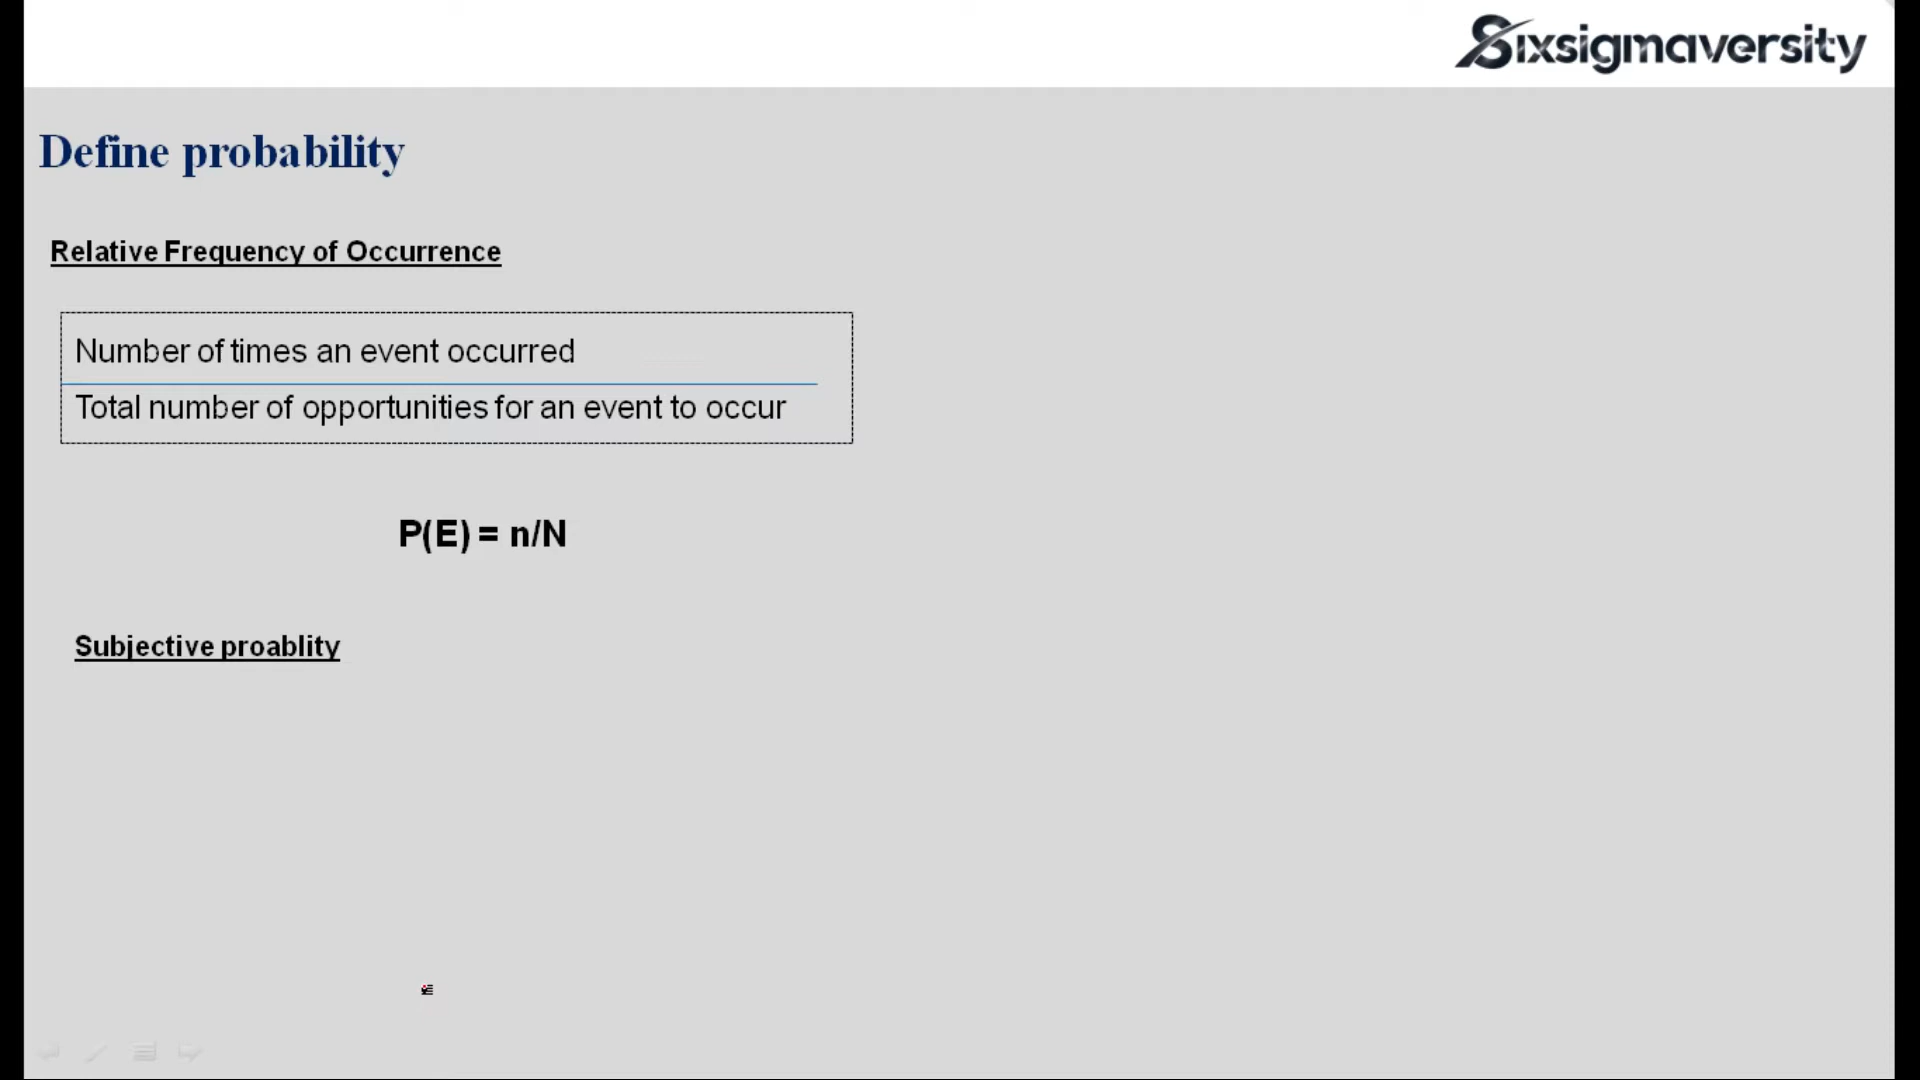 Sixsigmaversity
Define probability
Relative Frequency of Occurrence
Number of times an event occurred
Total number of opportunities for an event to occur
P(E) = n/N
Subjective proablity